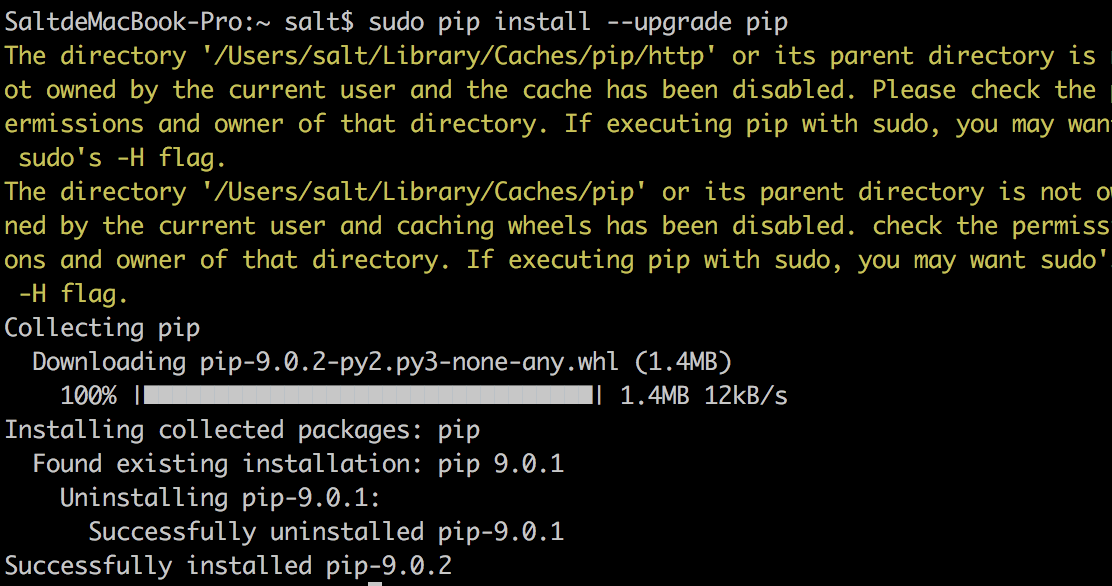 SaltdeMacBook-Pro:~ salt$ sudo pip install --upgrade pip
The directory '/Users/salt/Library/Caches/pip/http' or its parent directory is
ot owned by the current user and the cache has been disabled. Please check the
ermissions and owner of that directory. If executing pip with sudo, you may wan
sudo's -H flag.
The directory '/Users/salt/Library/Caches/pip' or its parent directory is not o
ned by the current user and caching wheels has been disabled. check the permiss
ons and owner of that directory. If executing pip with sudo, you may want sudo'
-H flag.
Collecting pip
Downloading pip-9.0.2-py2.py3-none-any.whl (1.4MB)
100% || 1.4MB 12kB/s
Installing collected packages: pip
Found existing installation: pip 9.0.1
Uninstalling pip-9.0.1:
Successfully uninstalled pip-9.0.1
Successfully installed pip-9.0.2